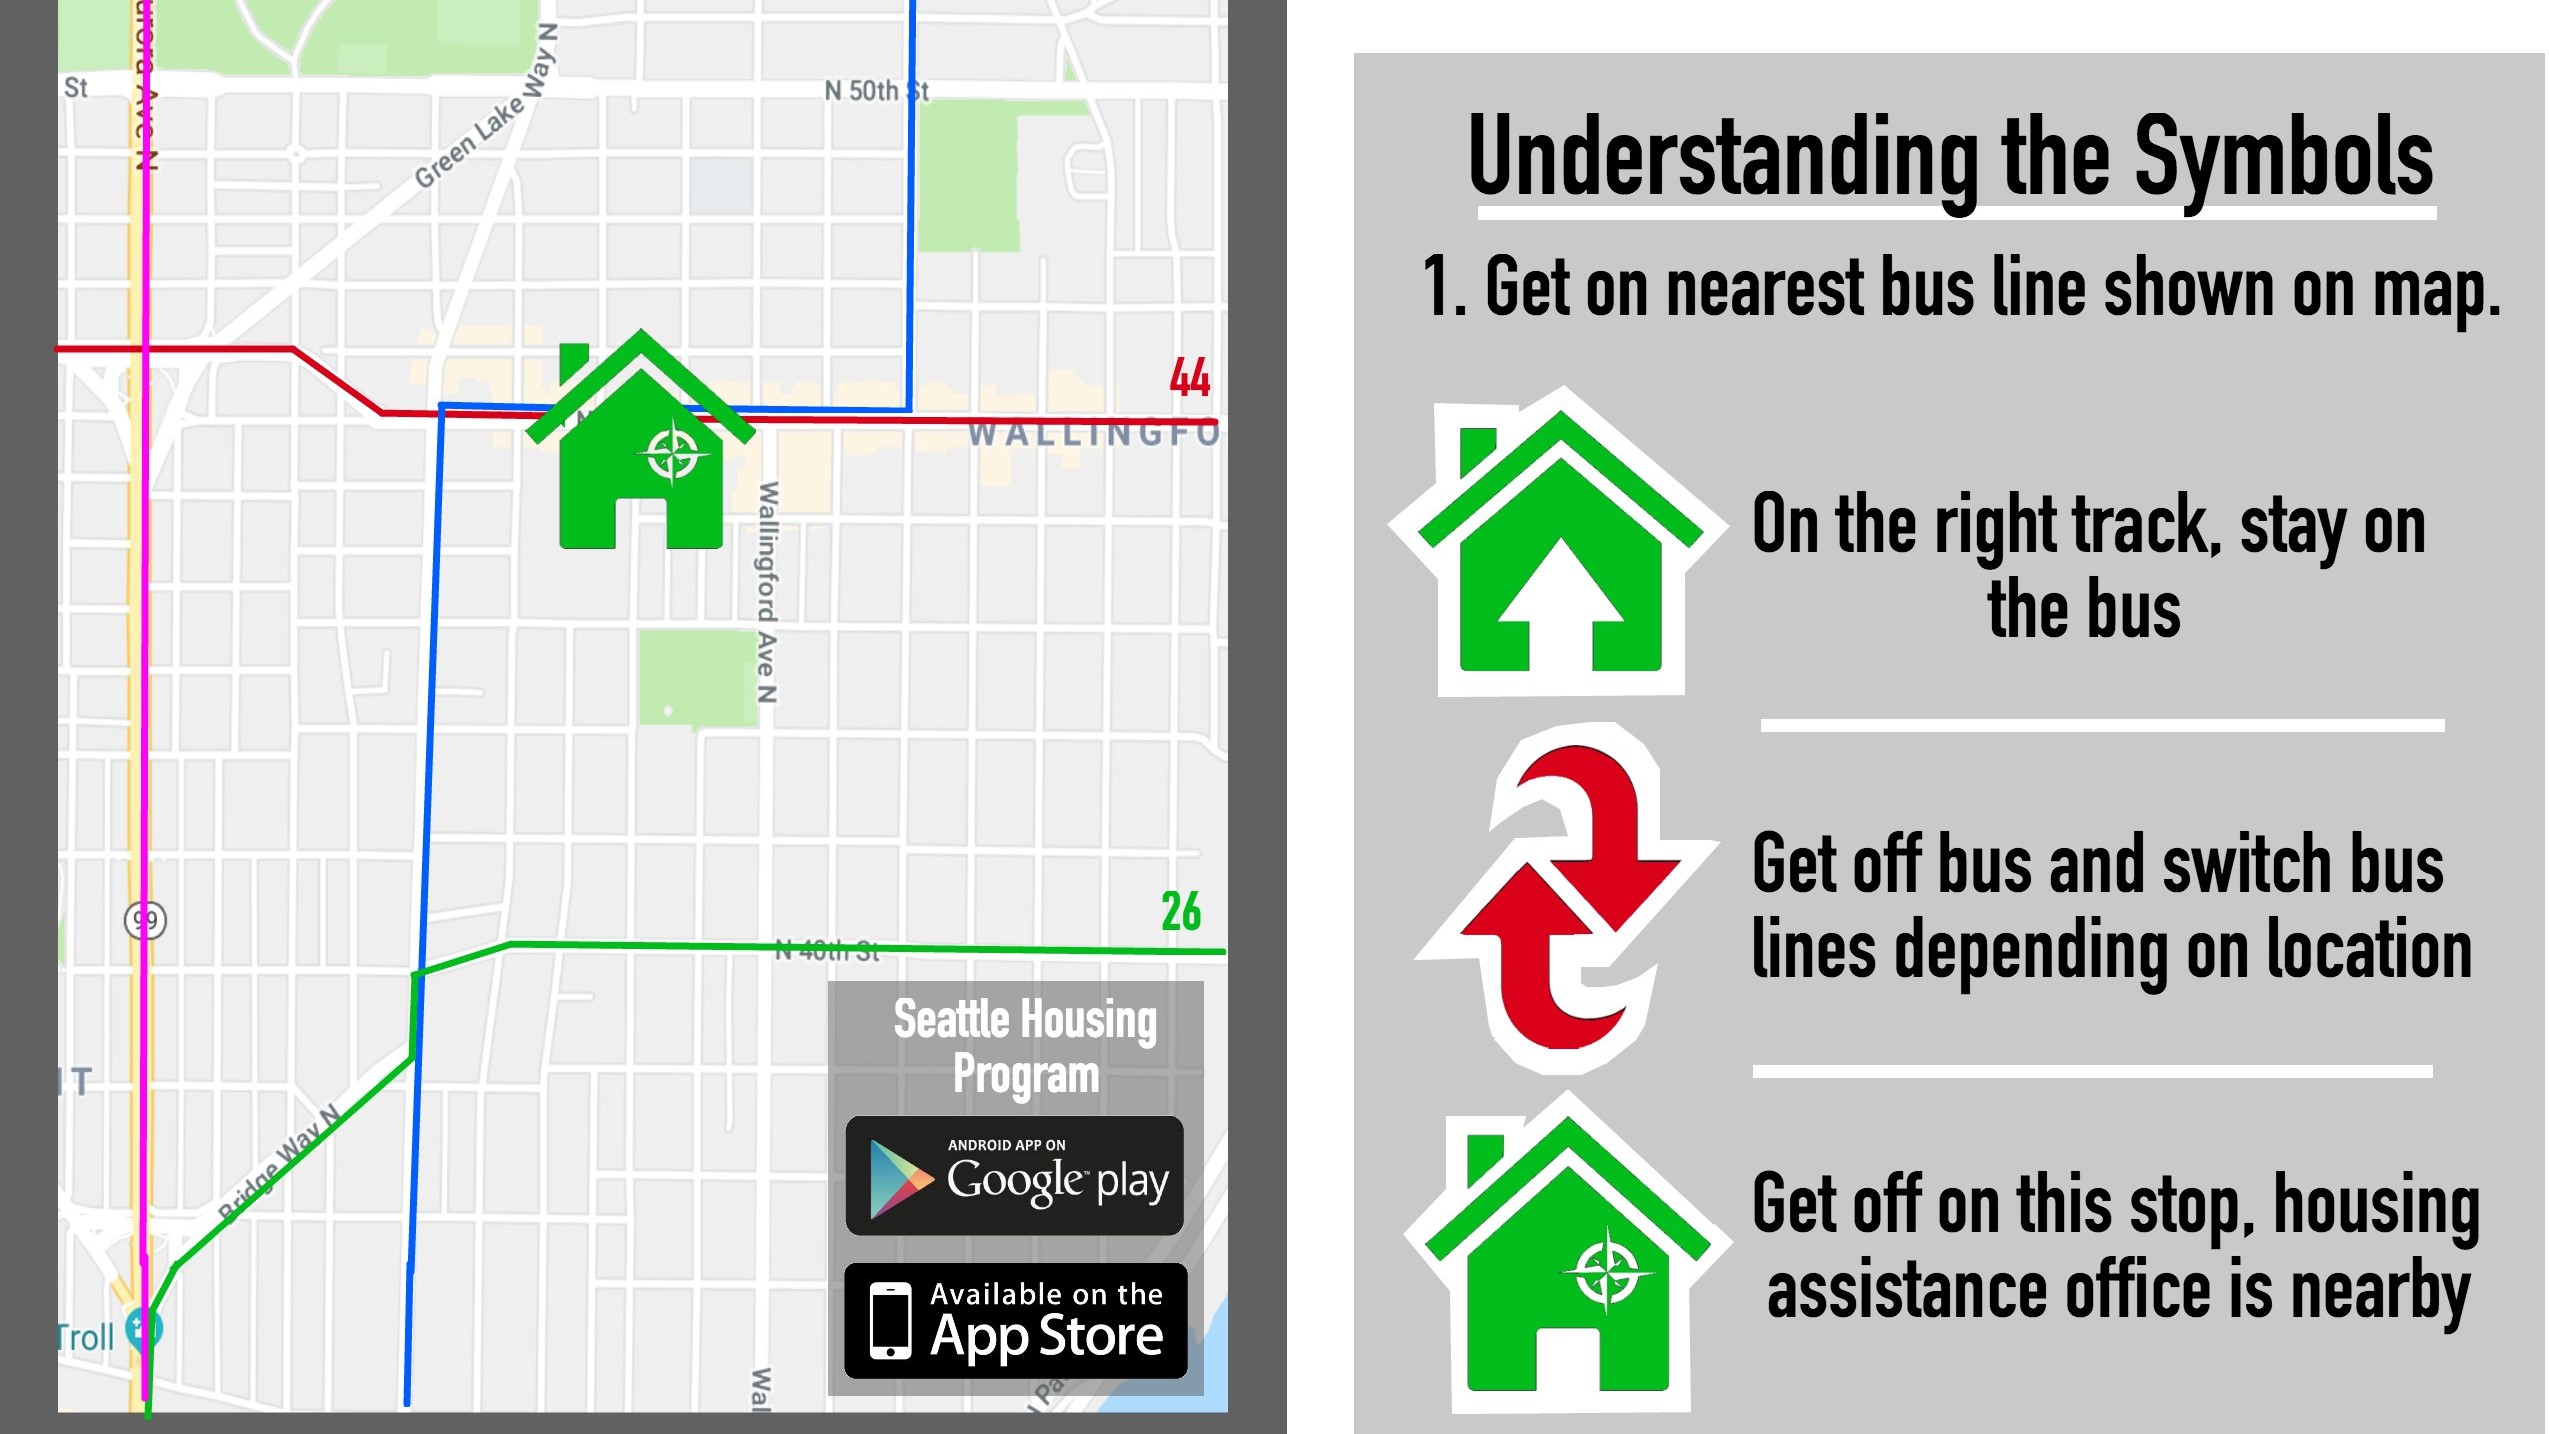 Aurora Ave N
St
Green Lake Way N
N 50th St
44
N
WALLINGFO
Wallingford Ave N
99
26
N 40th St
IT
Bridge Way N
Troll
Wal
N Pa
Seattle Housing
Program
ANDROID APP ON
Google™ play
Available on the
App Store
Understanding the Symbols
1. Get on nearest bus line shown on map.
On the right track, stay on
the bus
Get off bus and switch bus
lines depending on location
Get off on this stop, housing
assistance office is nearby